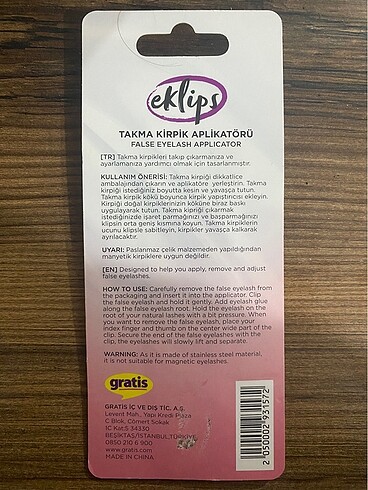 eklips
TAKMA KİRPİK APLİKATÖRÜ
FALSE EYELASH APPLICATOR
[TR] Takma kirpikleri takıp çıkarmanıza ve
ayarlamanıza yardımcı olmak için tasarlanmıştır.
KULLANIM ÖNERİSİ: Takma kirpiği dikkatlice
ambalajından çıkarın ve aplikatöre yerleştirin. Takma
kirpiği istediğiniz boyutta kesin ve yavaşça tutun.
Takma kirpik kökü boyunca kirpik yapıştırıcı ekleyin.
Kirpiği doğal kirpiklerinizin köküne biraz baskı
uygulayarak tutun. Takma kirpiği çıkarmak
istediğinizde işaret parmağınızı ve başparmağınızı
klipsin orta geniş kısmına koyun. Takma kirpiklerin
ucunu klipsle sabitleyin, kirpikler yavaşça kalkarak
ayrılacaktır.
UYARI: Paslanmaz çelik malzemeden yapıldığından
manyetik kirpiklere uygun değildir.
[EN] Designed to help you apply, remove and adjust
false eyelashes.
HOW TO USE: Carefully remove the false eyelash from
the packaging and insert it into the applicator. Clip
the false eyelash and hold it gently. Add eyelash glue
along the false eyelash root. Hold the eyelash on the
root of your natural lashes with a bit pressure. When
you want to remove the false eyelash, place your
index finger and thumb on the center wide part of the
clip. Secure the end of the false eyelashes with the
clip, the eyelashes will slowly lift and separate.
WARNING: As it is made of stainless steel material,
it is not suitable for magnetic eyelashes.
gratis
GRATİS İÇ VE DIŞ TİC. A.Ş.
Levent Mah., Yapı Kredi Plaza
C Blok, Cömert Sokak
1C Kat:5 34330
BEŞİKTAŞ/İSTANBUL,TÜRKİYE
0850 210 6 900
www.gratis.com
MADE IN CHINA
2 050002 931572